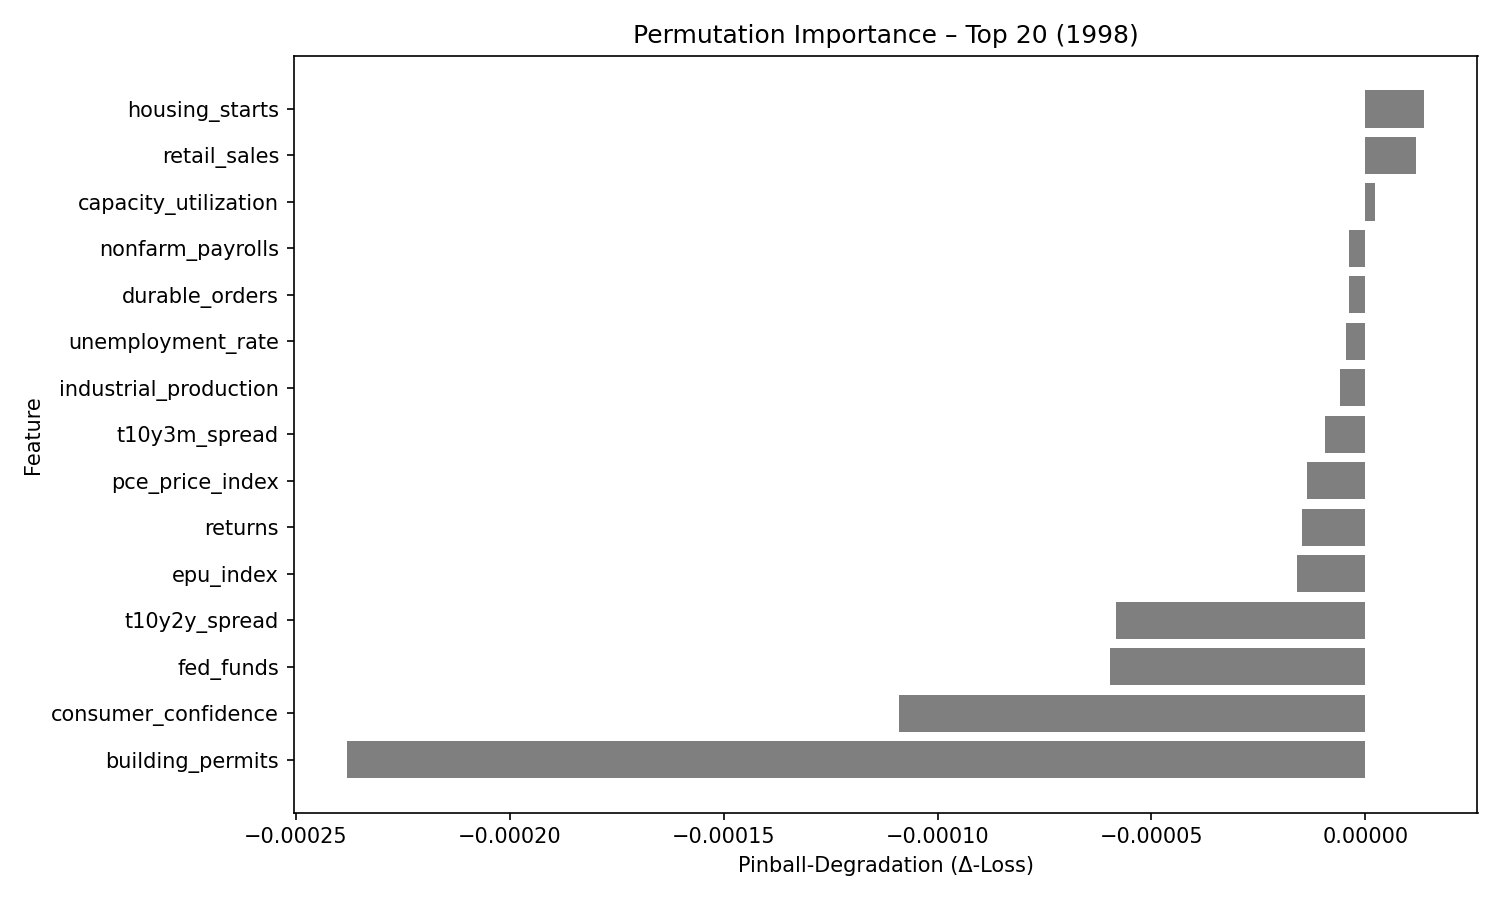 Permutation Importance – Top 20 (1998)
housing_starts
retail_sales
capacity_utilization
nonfarm_payrolls
durable_orders
unemployment_rate
industrial_production
t10y3m_spread
pce_price_index
returns
epu_index
t10y2y_spread
fed_funds
consumer_confidence
building_permits
Feature
−0.00025 −0.00020 −0.00015 −0.00010 −0.00005 0.00000
Pinball-Degradation (Δ-Loss)